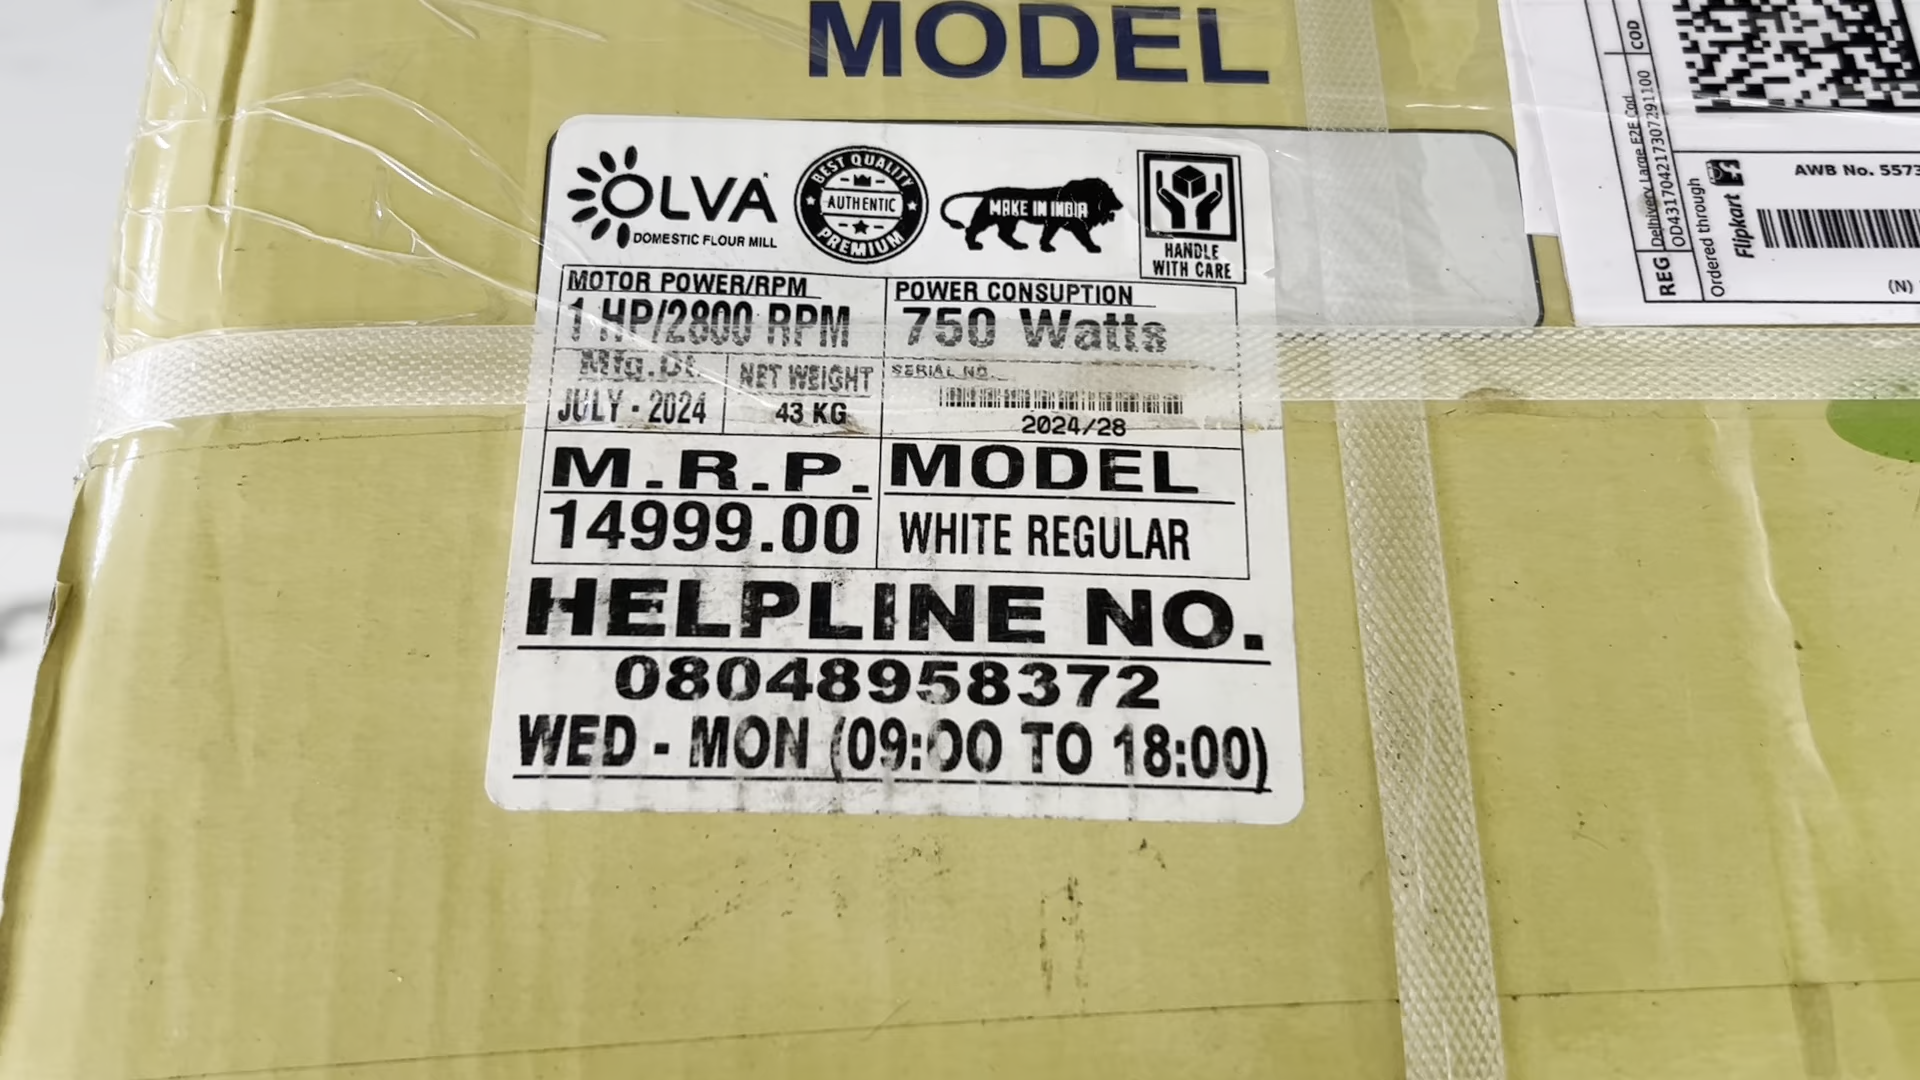 MODEL
OLVA
DOMESTIC FLOUR MILL
BEST QUALITY
AUTHENTIC
PREMIUM
MAKE IN INDIA
HANDLE
WITH CARE
MOTOR POWER/RPM
1 HP/2800 RPM
POWER CONSUPTION
750 Watts
Mfg.Dt.
JULY - 2024
NET WEIGHT
43 KG
SERIAL NO.
2024/28
M.R.P.
14999.00
MODEL
WHITE REGULAR
HELPLINE NO.
08048958372
WED - MON (09:00 TO 18:00)
REG
COD
Delhivery Large E2E Cod
OD431704217307291100
Ordered through
Flipkart
AWB No. 5573
(N)